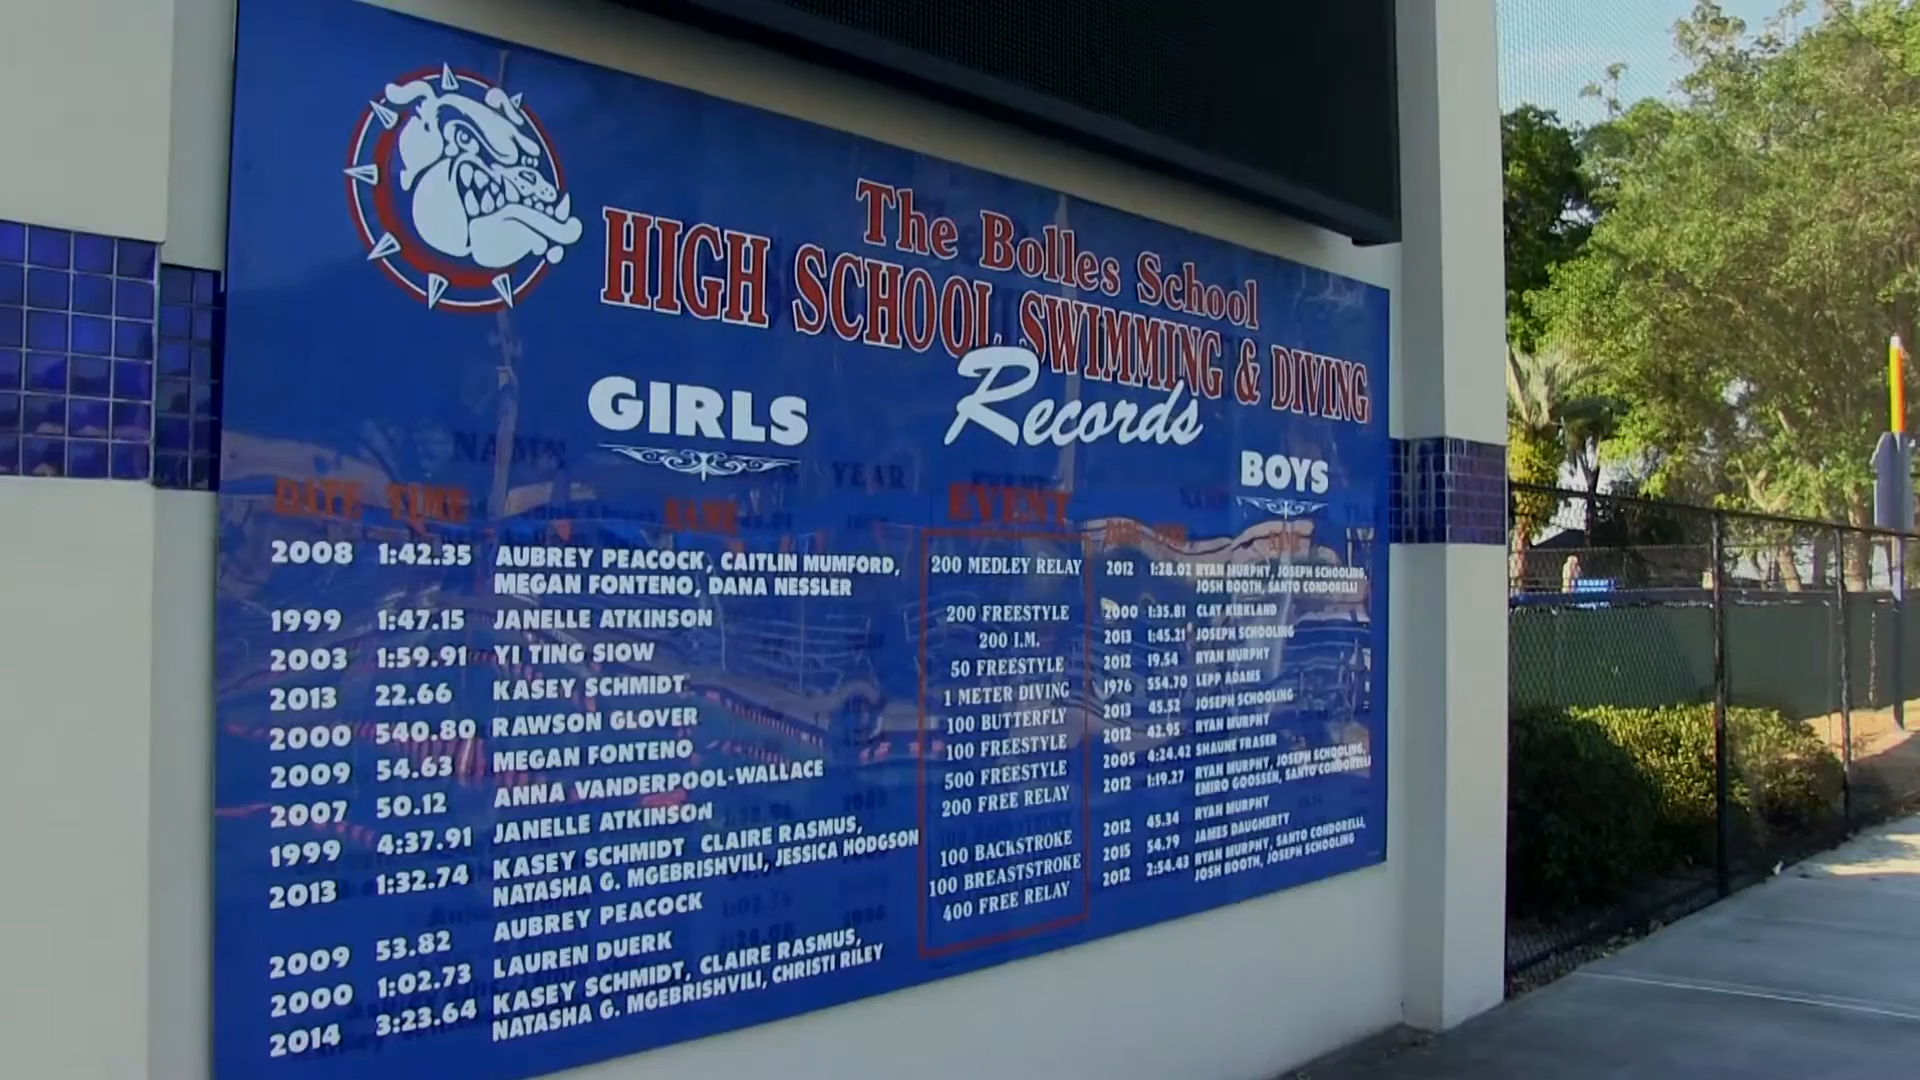 The Bolles School
HIGH SCHOOL SWIMMING & DIVING
Records
GIRLS
BOYS
DATE TIME NAME EVENT
2008 1:42.35 AUBREY PEACOCK, CAITLIN MUMFORD,
MEGAN FONTENO, DANA NESSLER
200 MEDLEY RELAY
2012 1:28.02 RYAN MURPHY, JOSEPH SCHOOLING,
JOSH BOOTH, SANTO CONDORELLI
1999 1:47.15 JANELLE ATKINSON
200 FREESTYLE
2000 1:35.81 CLAY KIRKLAND
2003 1:59.91 YI TING SIOW
200 I.M.
2013 1:45.21 JOSEPH SCHOOLING
2013 22.66 KASEY SCHMIDT
50 FREESTYLE
2012 19.54 RYAN MURPHY
2000 540.80 RAWSON GLOVER
1 METER DIVING
1976 554.70 LEPP ADAMS
2009 54.63 MEGAN FONTENO
100 BUTTERFLY
2013 45.52 JOSEPH SCHOOLING
2007 50.12 ANNA VANDERPOOL-WALLACE
100 FREESTYLE
2012 42.95 RYAN MURPHY
1999 4:37.91 JANELLE ATKINSON
500 FREESTYLE
2005 4:24.42 SHAUNE FRASER
2013 1:32.74 KASEY SCHMIDT CLAIRE RASMUS,
NATASHA G. MGEBRISHVILI, JESSICA HODGSON
200 FREE RELAY
2012 1:19.27 RYAN MURPHY, JOSEPH SCHOOLING,
EMIRO GOOSSEN, SANTO CONDORELLI
2009 53.82 AUBREY PEACOCK
100 BACKSTROKE
2012 45.34 RYAN MURPHY
2000 1:02.73 LAUREN DUERK
100 BREASTSTROKE
2015 54.79 JAMES DAUGHERTY
2014 3:23.64 KASEY SCHMIDT, CLAIRE RASMUS,
NATASHA G. MGEBRISHVILI, CHRISTI RILEY
400 FREE RELAY
2012 2:54.43 RYAN MURPHY, SANTO CONDORELLI,
JOSH BOOTH, JOSEPH SCHOOLING